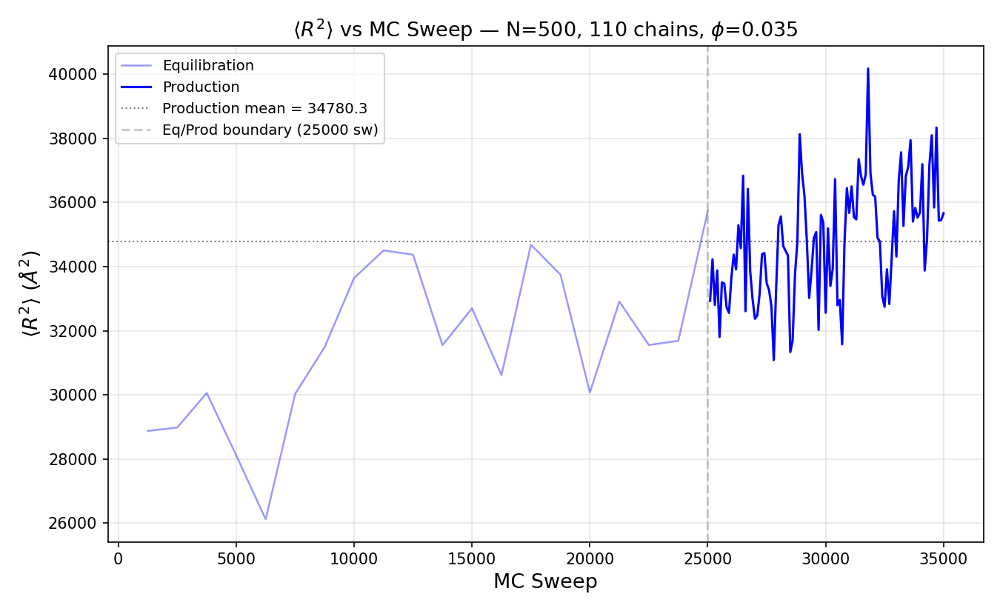 ⟨R²⟩ vs MC Sweep — N=500, 110 chains, ϕ=0.035
Equilibration
Production
Production mean = 34780.3
Eq/Prod boundary (25000 sw)
⟨R²⟩ (Å²)
40000
38000
36000
34000
32000
30000
28000
26000
0 5000 10000 15000 20000 25000 30000 35000
MC Sweep